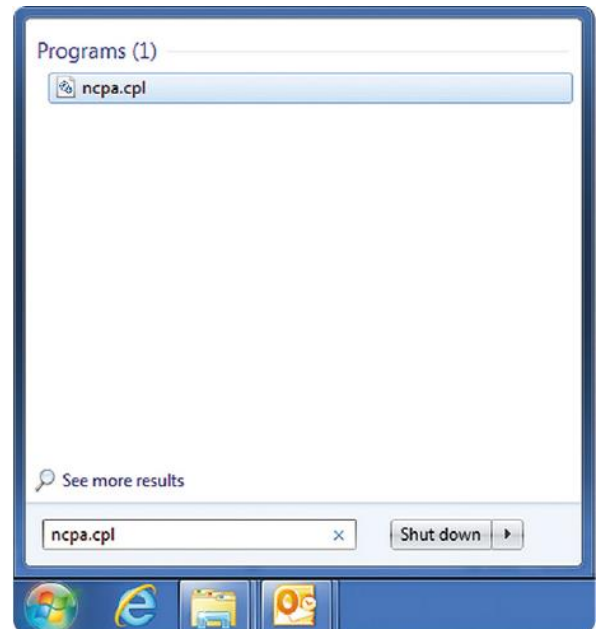 Programs (1)
ncpa.cpl
See more results
ncpa.cpl
Shut down